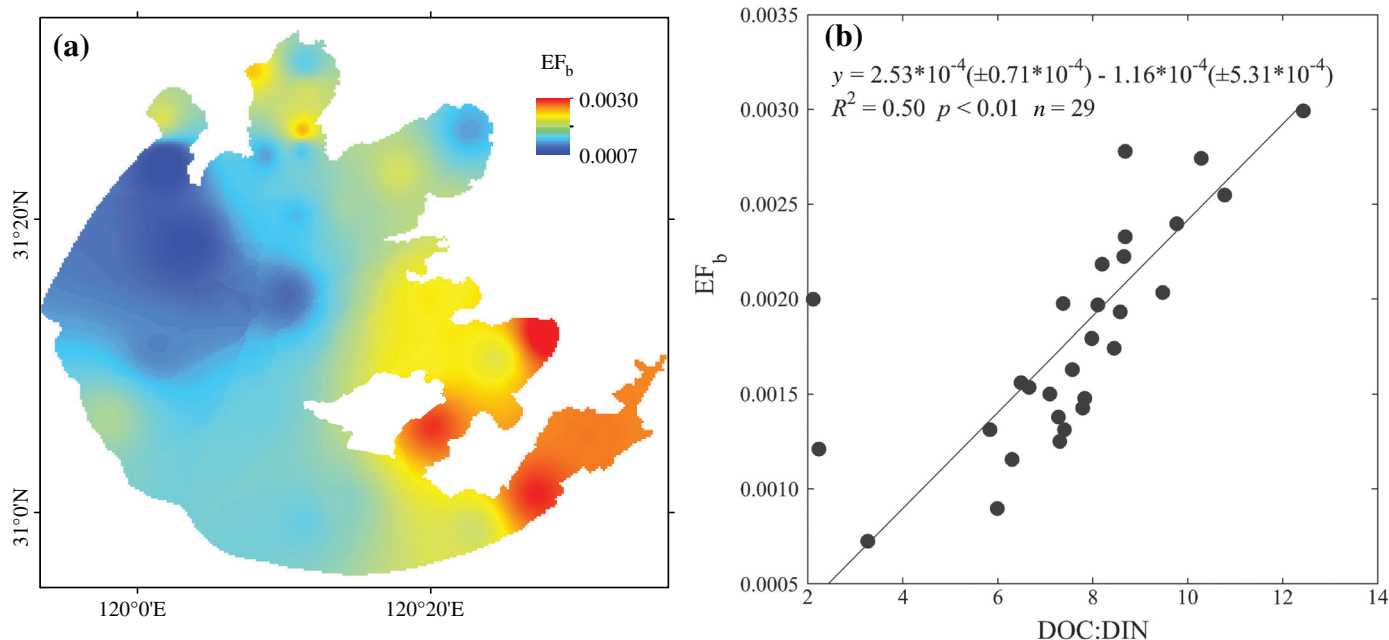 (a)
EF_b
0.0030
0.0007
31°20'N
31°0'N
120°0'E
120°20'E
(b)
y = 2.53*10^-4(±0.71*10^-4) - 1.16*10^-4(±5.31*10^-4)
R^2 = 0.50 p < 0.01 n = 29
EF_b
0.0035
0.0030
0.0025
0.0020
0.0015
0.0010
0.0005
2 4 6 8 10 12 14
DOC:DIN